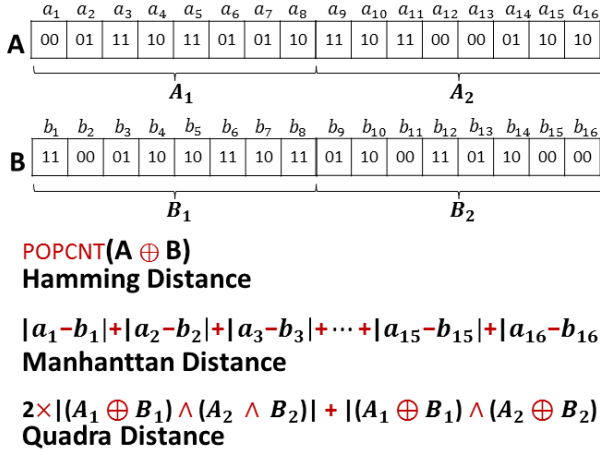 a₁ a₂ a₃ a₄ a₅ a₆ a₇ a₈ a₉ a₁₀ a₁₁ a₁₂ a₁₃ a₁₄ a₁₅ a₁₆
A 00 01 11 10 11 01 01 10 11 10 11 00 00 01 10 10
A₁ A₂
b₁ b₂ b₃ b₄ b₅ b₆ b₇ b₈ b₉ b₁₀ b₁₁ b₁₂ b₁₃ b₁₄ b₁₅ b₁₆
B 11 00 01 10 10 11 10 11 01 10 00 11 01 10 00 00
B₁ B₂
POPCNT(A ⊕ B)
Hamming Distance
|a₁−b₁|+|a₂−b₂|+|a₃−b₃|+⋯+|a₁₅−b₁₅|+|a₁₆−b₁₆
Manhanttan Distance
2×|(A₁ ⊕ B₁) ∧ (A₂ ∧ B₂)| + |(A₁ ⊕ B₁) ∧ (A₂ ⊕ B₂)
Quadra Distance